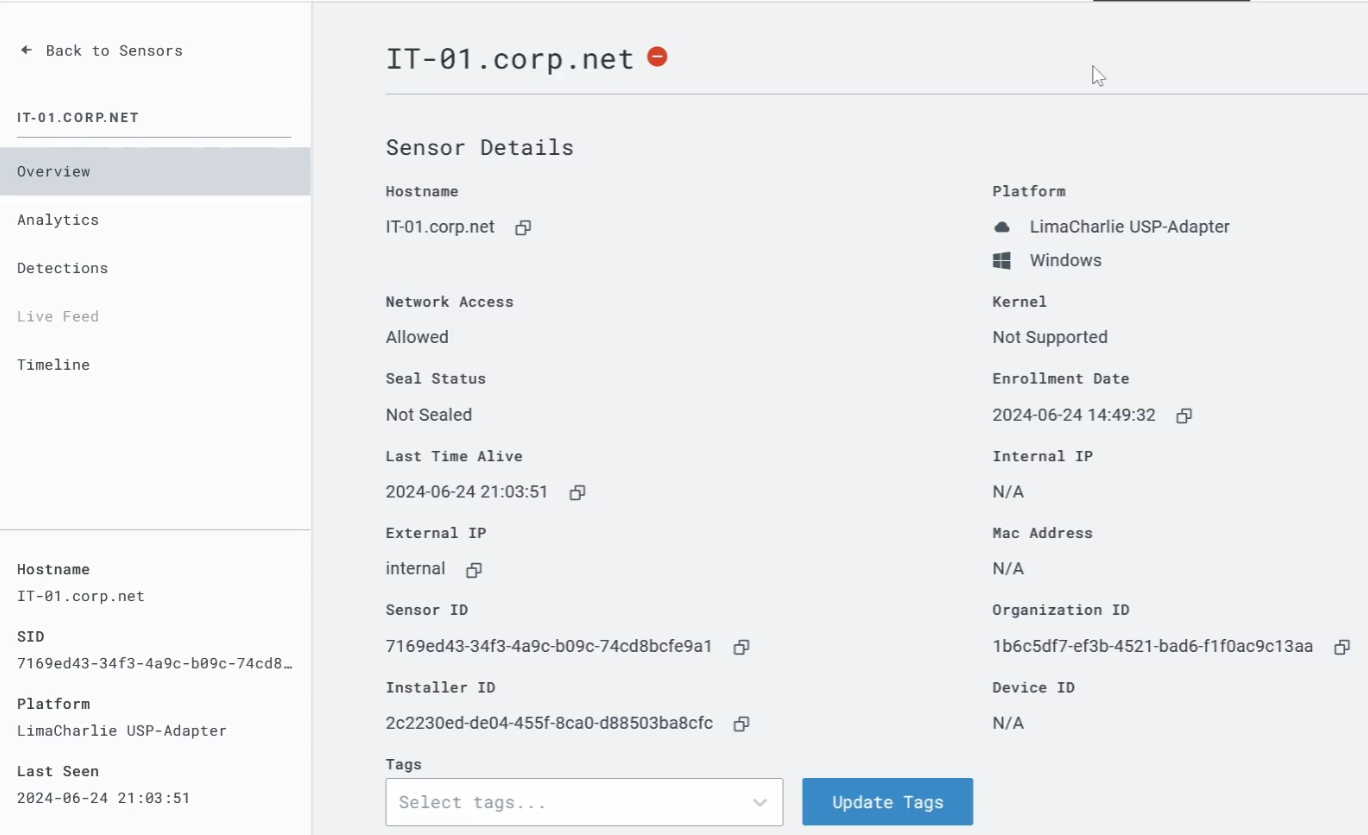 ← Back to Sensors
IT-01.CORP.NET
Overview
Analytics
Detections
Live Feed
Timeline
Hostname
IT-01.corp.net
SID
7169ed43-34f3-4a9c-b09c-74cd8…
Platform
LimaCharlie USP-Adapter
Last Seen
2024-06-24 21:03:51
IT-01.corp.net
Sensor Details
Hostname
IT-01.corp.net
Platform
LimaCharlie USP-Adapter
Windows
Network Access
Allowed
Kernel
Not Supported
Seal Status
Not Sealed
Enrollment Date
2024-06-24 14:49:32
Last Time Alive
2024-06-24 21:03:51
Internal IP
N/A
External IP
internal
Mac Address
N/A
Sensor ID
7169ed43-34f3-4a9c-b09c-74cd8bcfe9a1
Organization ID
1b6c5df7-ef3b-4521-bad6-f1f0ac9c13aa
Installer ID
2c2230ed-de04-455f-8ca0-d88503ba8cfc
Device ID
N/A
Tags
Select tags...
Update Tags